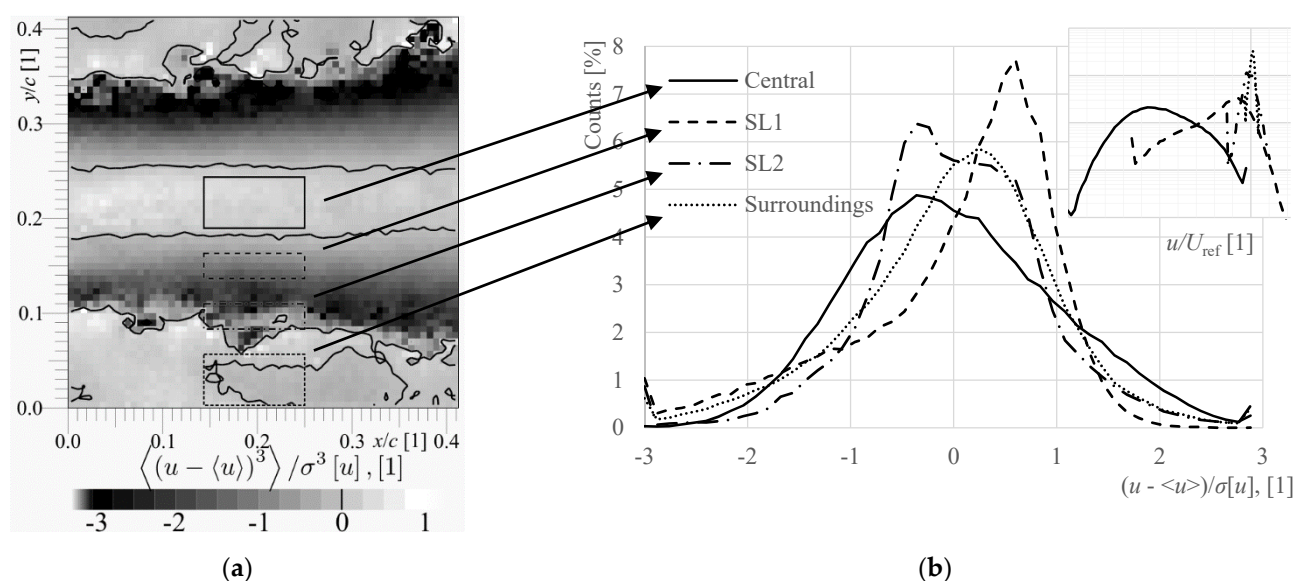 0.4
y/c [1]
0.3
0.2
0.1
0.0
0.0 0.1 0.2 0.3 x/c [1] 0.4
⟨(u − ⟨u⟩)³⟩ /σ³ [u] , [1]
-3 -2 -1 0 1
(a)
Counts [%]
8
7
6
5
4
3
2
1
0
-3 -2 -1 0 1 2 3
(u - <u>)/σ[u], [1]
Central
SL1
SL2
Surroundings
u/Uref [1]
(b)